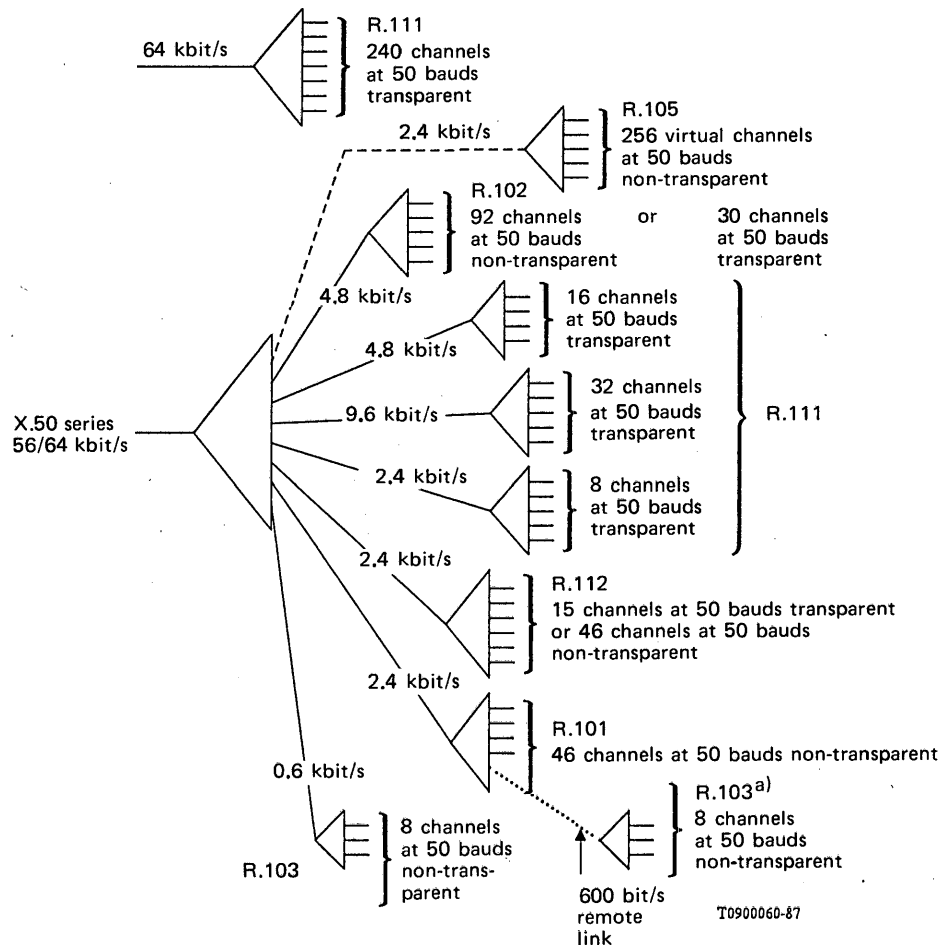 64 kbit/s
R.111
240 channels
at 50 bauds
transparent
2.4 kbit/s
R.105
256 virtual channels
at 50 bauds
non-transparent
R.102
92 channels
at 50 bauds
non-transparent
or
30 channels
at 50 bauds
transparent
4.8 kbit/s
16 channels
at 50 bauds
transparent
4.8 kbit/s
32 channels
at 50 bauds
transparent
9.6 kbit/s
R.111
X.50 series
56/64 kbit/s
2.4 kbit/s
8 channels
at 50 bauds
transparent
2.4 kbit/s
R.112
15 channels at 50 bauds transparent
or 46 channels at 50 bauds
non-transparent
2.4 kbit/s
R.101
46 channels at 50 bauds non-transparent
0.6 kbit/s
R.103a)
8 channels
at 50 bauds
non-transparent
R.103
8 channels
at 50 bauds
non-trans-
parent
600 bit/s
remote
link
T0900060-87